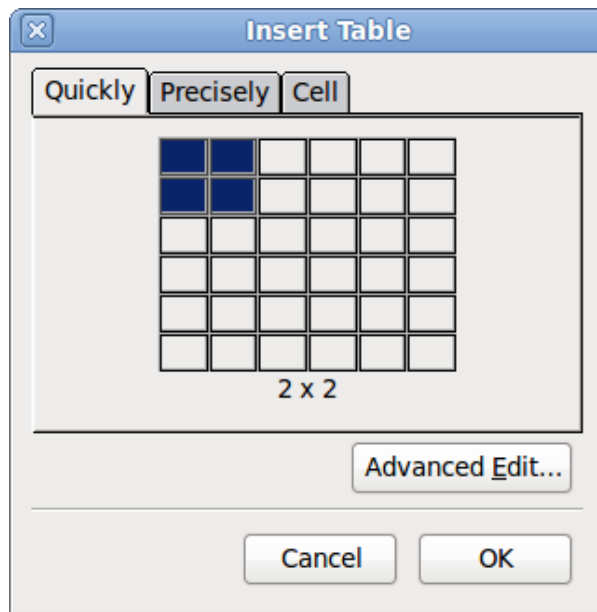 Insert Table
Quickly Precisely Cell
2 x 2
Advanced Edit...
Cancel OK